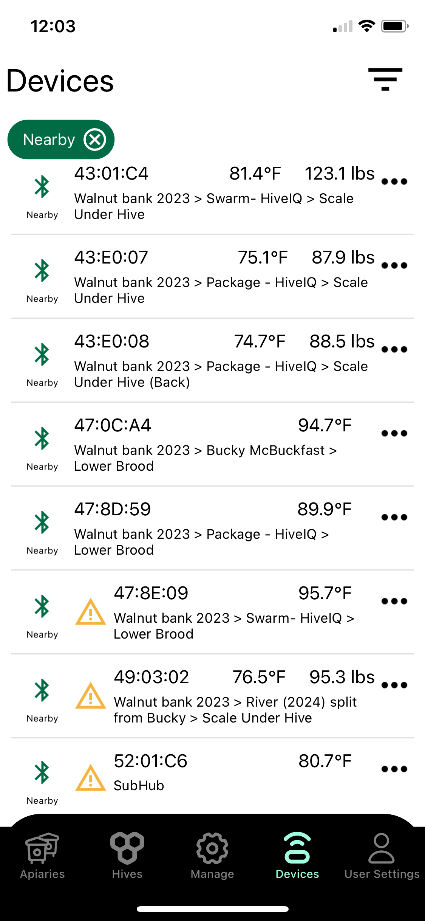 12:03
Devices
Nearby
43:01:C4 81.4°F 123.1 lbs
Walnut bank 2023 > Swarm- HiveIQ > Scale
Under Hive
Nearby
43:E0:07 75.1°F 87.9 lbs
Walnut bank 2023 > Package - HiveIQ > Scale
Under Hive
Nearby
43:E0:08 74.7°F 88.5 lbs
Walnut bank 2023 > Package - HiveIQ > Scale
Under Hive (Back)
Nearby
47:0C:A4 94.7°F
Walnut bank 2023 > Bucky McBuckfast >
Lower Brood
Nearby
47:8D:59 89.9°F
Walnut bank 2023 > Package - HiveIQ >
Lower Brood
Nearby
47:8E:09 95.7°F
Walnut bank 2023 > Swarm- HiveIQ >
Lower Brood
Nearby
49:03:02 76.5°F 95.3 lbs
Walnut bank 2023 > River (2024) split
from Bucky > Scale Under Hive
Nearby
52:01:C6 80.7°F
SubHub
Nearby
Apiaries Hives Manage Devices User Settings